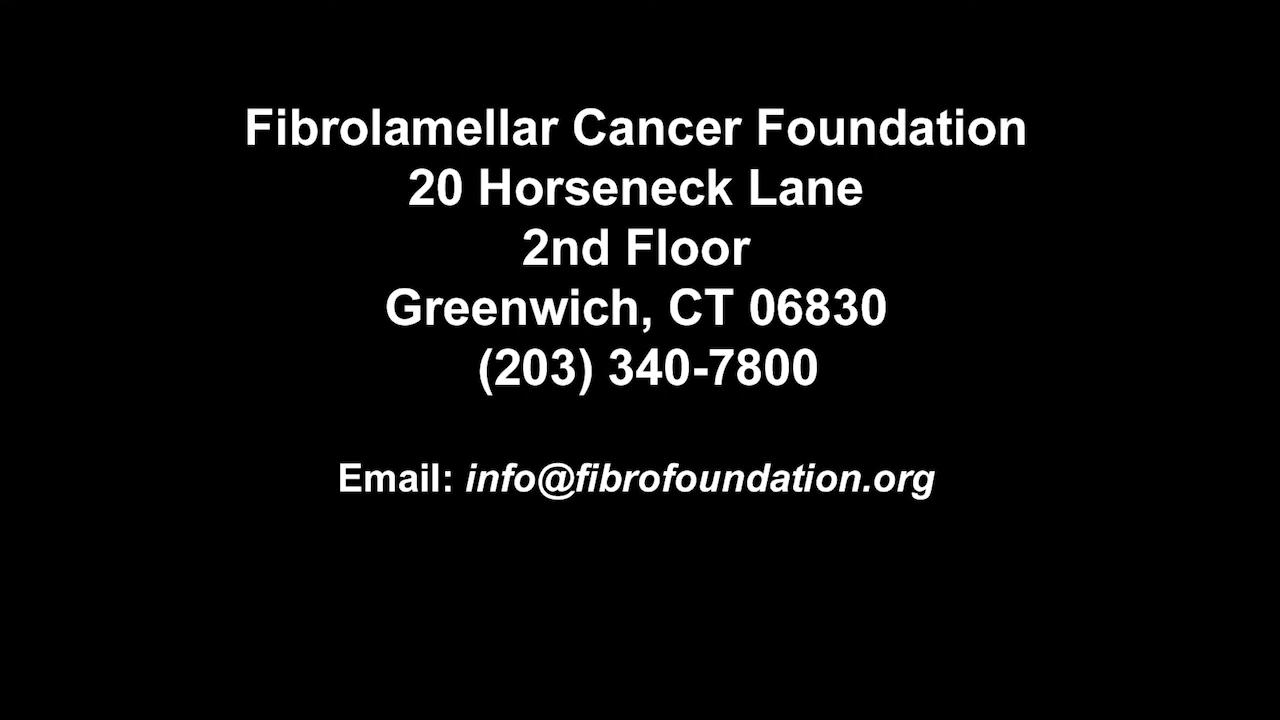 Fibrolamellar Cancer Foundation
20 Horseneck Lane
2nd Floor
Greenwich, CT 06830
(203) 340-7800
Email: info@fibrofoundation.org